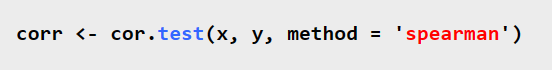 corr <- cor.test(x, y, method = 'spearman')